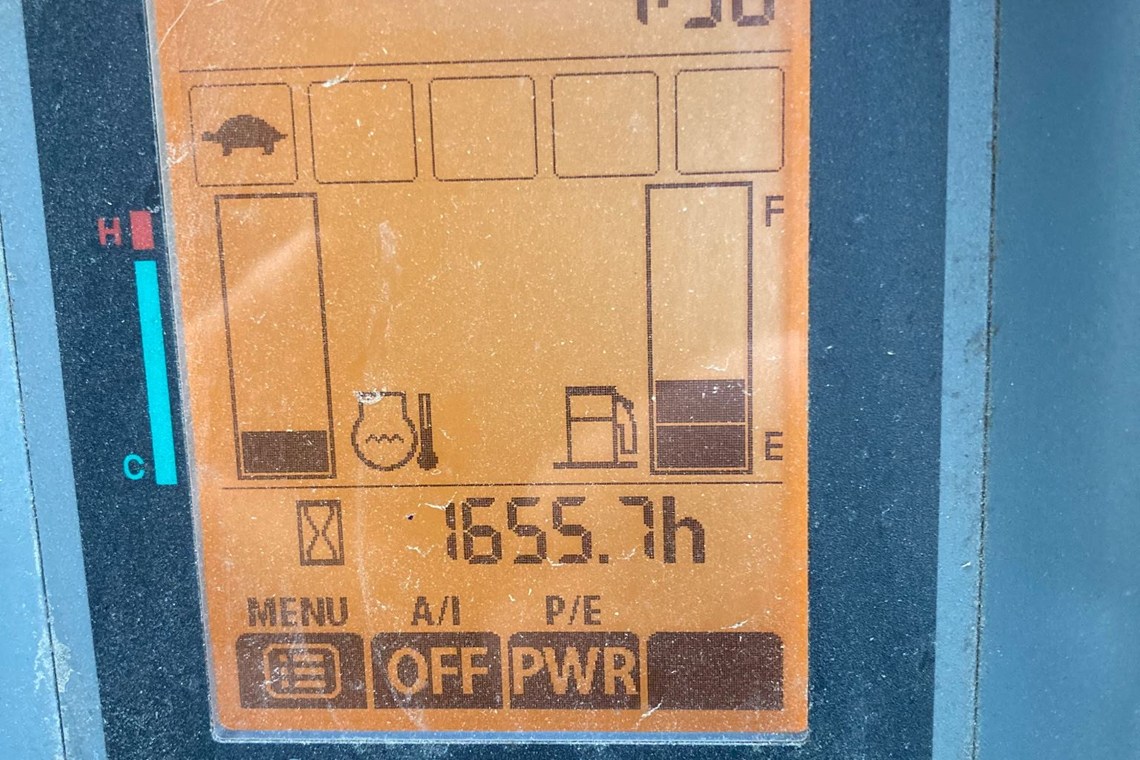 F
H
E
C
1655.7h
MENU A/I P/E
OFF PWR